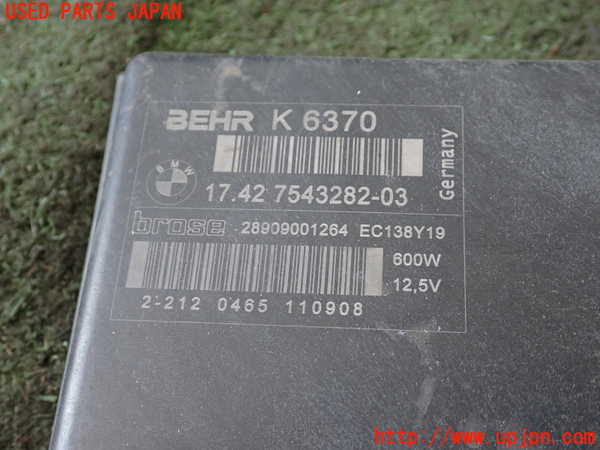 USED PARTS JAPAN
BEHR K 6370
BMW
17.42 7543282-03
Germany
brose 28909001264 EC138Y19
600W
12,5V
2-212 0465 110908
http://www.upjpn.com/